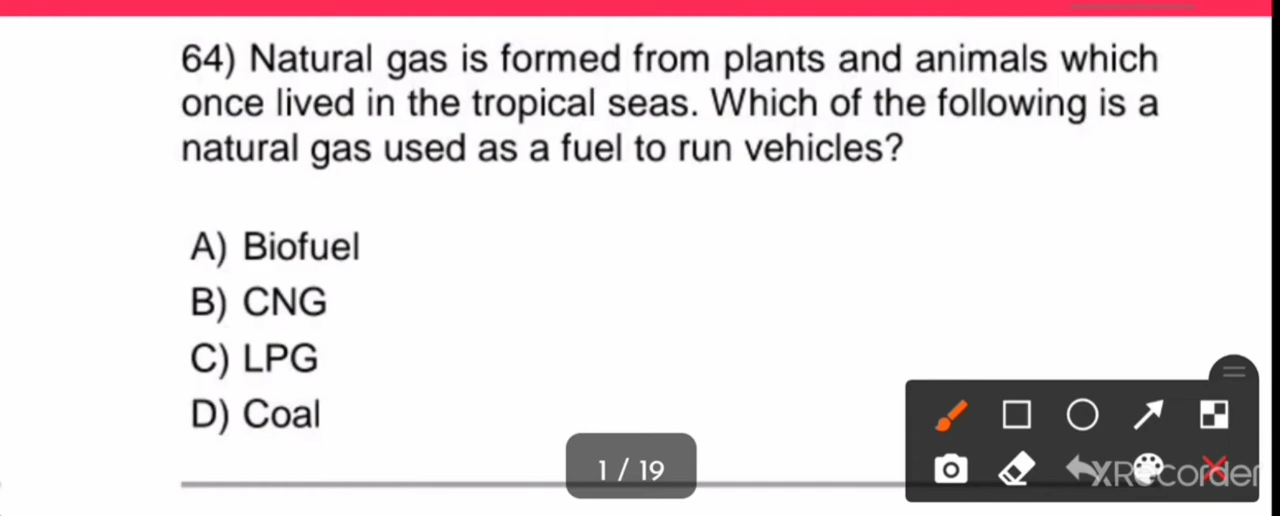 64) Natural gas is formed from plants and animals which
once lived in the tropical seas. Which of the following is a
natural gas used as a fuel to run vehicles?
A) Biofuel
B) CNG
C) LPG
D) Coal
1 / 19
XRecorder